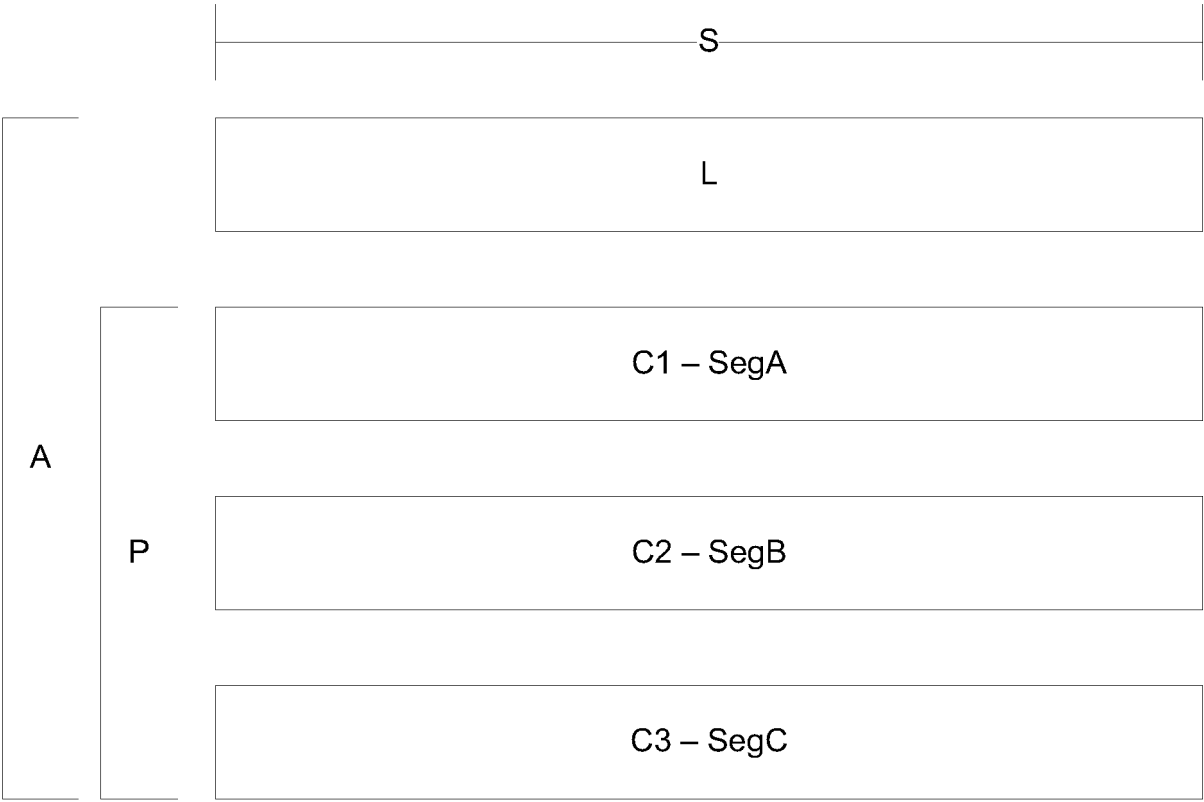 S
L
C1 – SegA
A
P
C2 – SegB
C3 – SegC